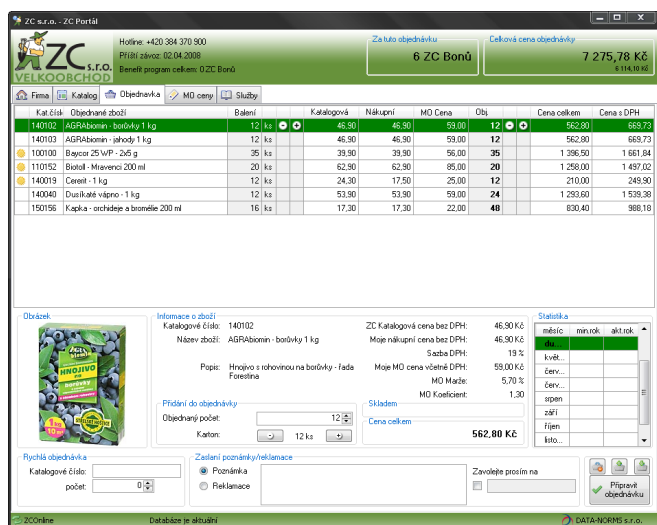 ZC s.r.o. - ZC Portál
ZC s.r.o.
VELKOOBCHOD
Hotline: +420 384 370 900
Příští závoz: 02.04.2008
Benefit program celkem: 0 ZC Bonů
Za tuto objednávku
6 ZC Bonů
Celková cena objednávky
7 275,78 Kč
6 114,10 Kč
Firma Katalog Objednavka MO ceny Služby
Kat.čísl Objednané zboží Balení Katalogová Nákupní MO Cena Obj. Cena celkem Cena s DPH
140102 AGRAbiomin - borůvky 1 kg 12 ks 46,90 46,90 59,00 12 562,80 669,73
140103 AGRAbiomin - jahody 1 kg 12 ks 46,90 46,90 59,00 12 562,80 669,73
100100 Baycor 25 WP - 2x5 g 35 ks 39,90 39,90 56,00 35 1 396,50 1 661,84
110152 Biotoll - Mravenci 200 ml 20 ks 62,90 62,90 85,00 20 1 258,00 1 497,02
140019 Cererit - 1 kg 12 ks 24,30 17,50 25,00 12 210,00 249,90
140040 Dusíkaté vápno - 1 kg 12 ks 53,90 53,90 59,00 24 1 293,60 1 539,38
150156 Kapka - orchideje a bromélie 200 ml 16 ks 17,30 17,30 22,00 48 830,40 988,18
Obrázek
HNOJIVO
borůvky
1 kg
10 m²
Informace o zboží
Katalogové číslo: 140102
Název zboží: AGRAbiomin - borůvky 1 kg
Popis: Hnojivo s rohovinou na borůvky - řada
Forestina
ZC Katalogová cena bez DPH: 46,90 Kč
Moje nákupní cena bez DPH: 46,90 Kč
Sazba DPH: 19 %
Moje MO cena včetně DPH: 59,00 Kč
MO Marže: 5,70 %
MO Koeficient: 1,30
Přidání do objednávky
Objednaný počet: 12
Karton: - 12 ks +
Skladem
Cena celkem
562,80 Kč
Statistika
měsíc min.rok akt.rok
du...
květ...
červ...
červ...
srpen
září
říjen
listo...
Rychlá objednávka
Katalogové číslo:
počet: 0
Zaslaní poznámky/reklamace
Poznámka
Reklamace
Zavolejte prosím na
Připravit
objednávku
ZCOnline Databáze je aktuální DATA-NORMS s.r.o.